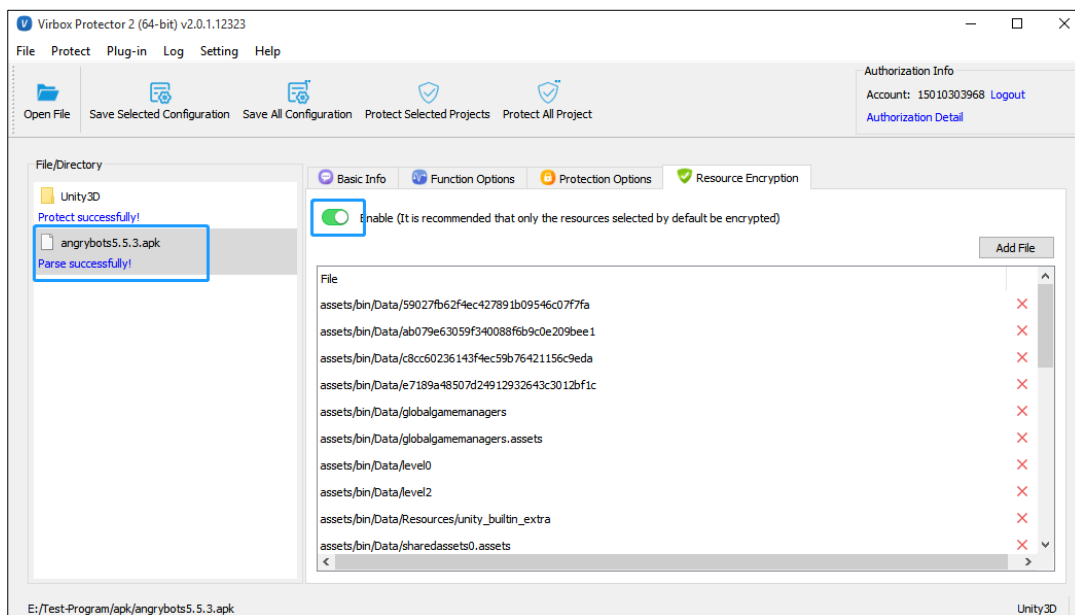 Virbox Protector 2 (64-bit) v2.0.1.12323
File Protect Plug-in Log Setting Help
Open File Save Selected Configuration Save All Configuration Protect Selected Projects Protect All Project
Authorization Info
Account: 15010303968 Logout
Authorization Detail
File/Directory
Unity3D
Protect successfully!
angrybots5.5.3.apk
Parse successfully!
Basic Info Function Options Protection Options Resource Encryption
Enable (It is recommended that only the resources selected by default be encrypted)
Add File
File
assets/bin/Data/59027fb62f4ec427891b09546c07f7fa
assets/bin/Data/ab079e63059f340088f6b9c0e209bee1
assets/bin/Data/c8cc60236143f4ec59b76421156c9eda
assets/bin/Data/e7189a48507d24912932643c3012bf1c
assets/bin/Data/globalgamemanagers
assets/bin/Data/globalgamemanagers.assets
assets/bin/Data/level0
assets/bin/Data/level2
assets/bin/Data/Resources/unity_builtin_extra
assets/bin/Data/sharedassets0.assets
E:/Test-Program/apk/angrybots5.5.3.apk
Unity3D